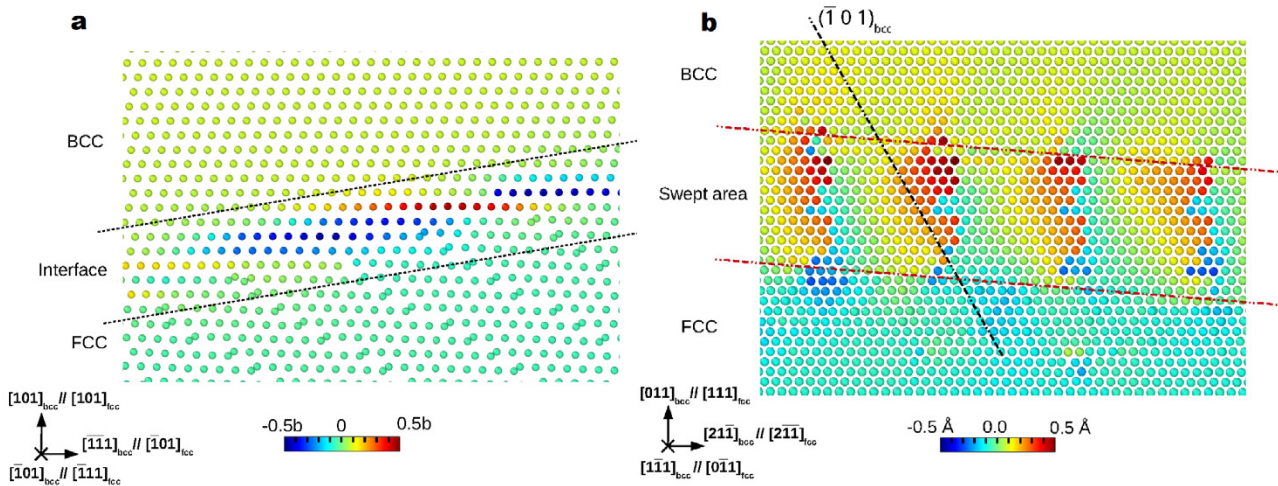 a
BCC
Interface
FCC
[101]bcc // [101]fcc
[1̄1̄1]bcc // [1̄01]fcc
[1̄01]bcc // [1̄11]fcc
-0.5b 0 0.5b
b
(1̄ 0 1)bcc
BCC
Swept area
FCC
[011]bcc // [111]fcc
[211̄]bcc // [21̄1̄]fcc
[11̄1]bcc // [01̄1]fcc
-0.5 Å 0.0 0.5 Å